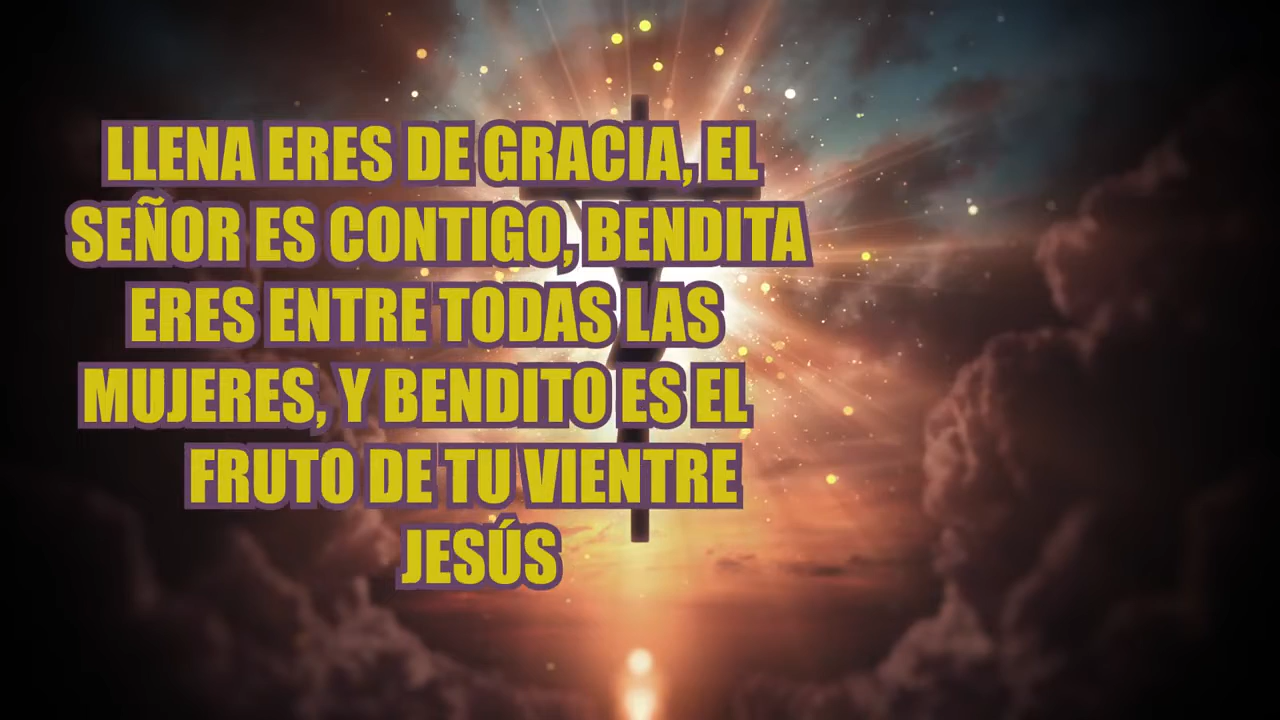 LLENA ERES DE GRACIA, EL
SEÑOR ES CONTIGO, BENDITA
ERES ENTRE TODAS LAS
MUJERES, Y BENDITO ES EL
FRUTO DE TU VIENTRE
JESÚS